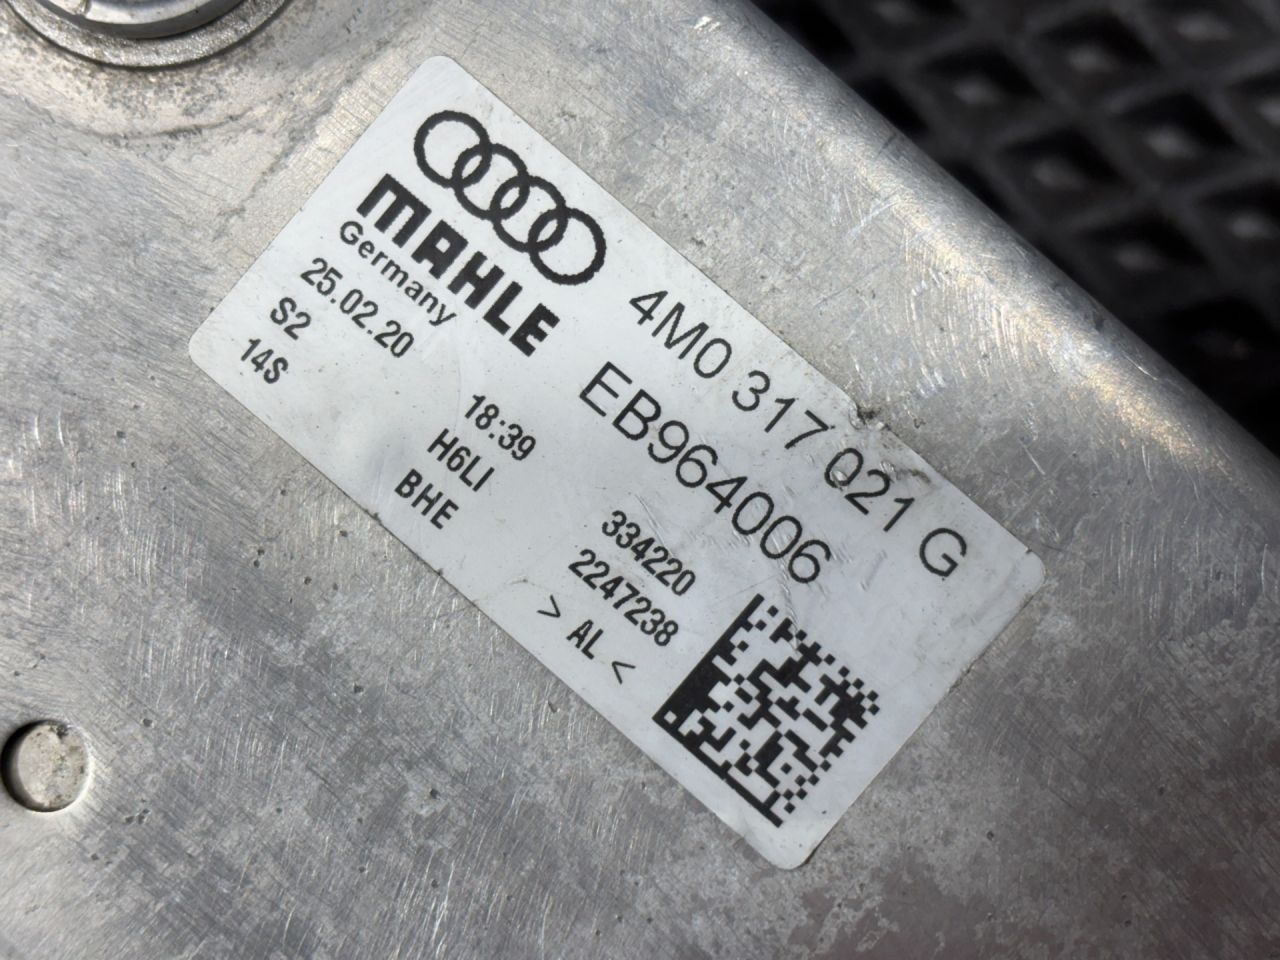 MAHLE
Germany
4M0 317 021 G
EB964006
25.02.20 18:39 334220
S2 H6LI 2247238
14S BHE > AL <